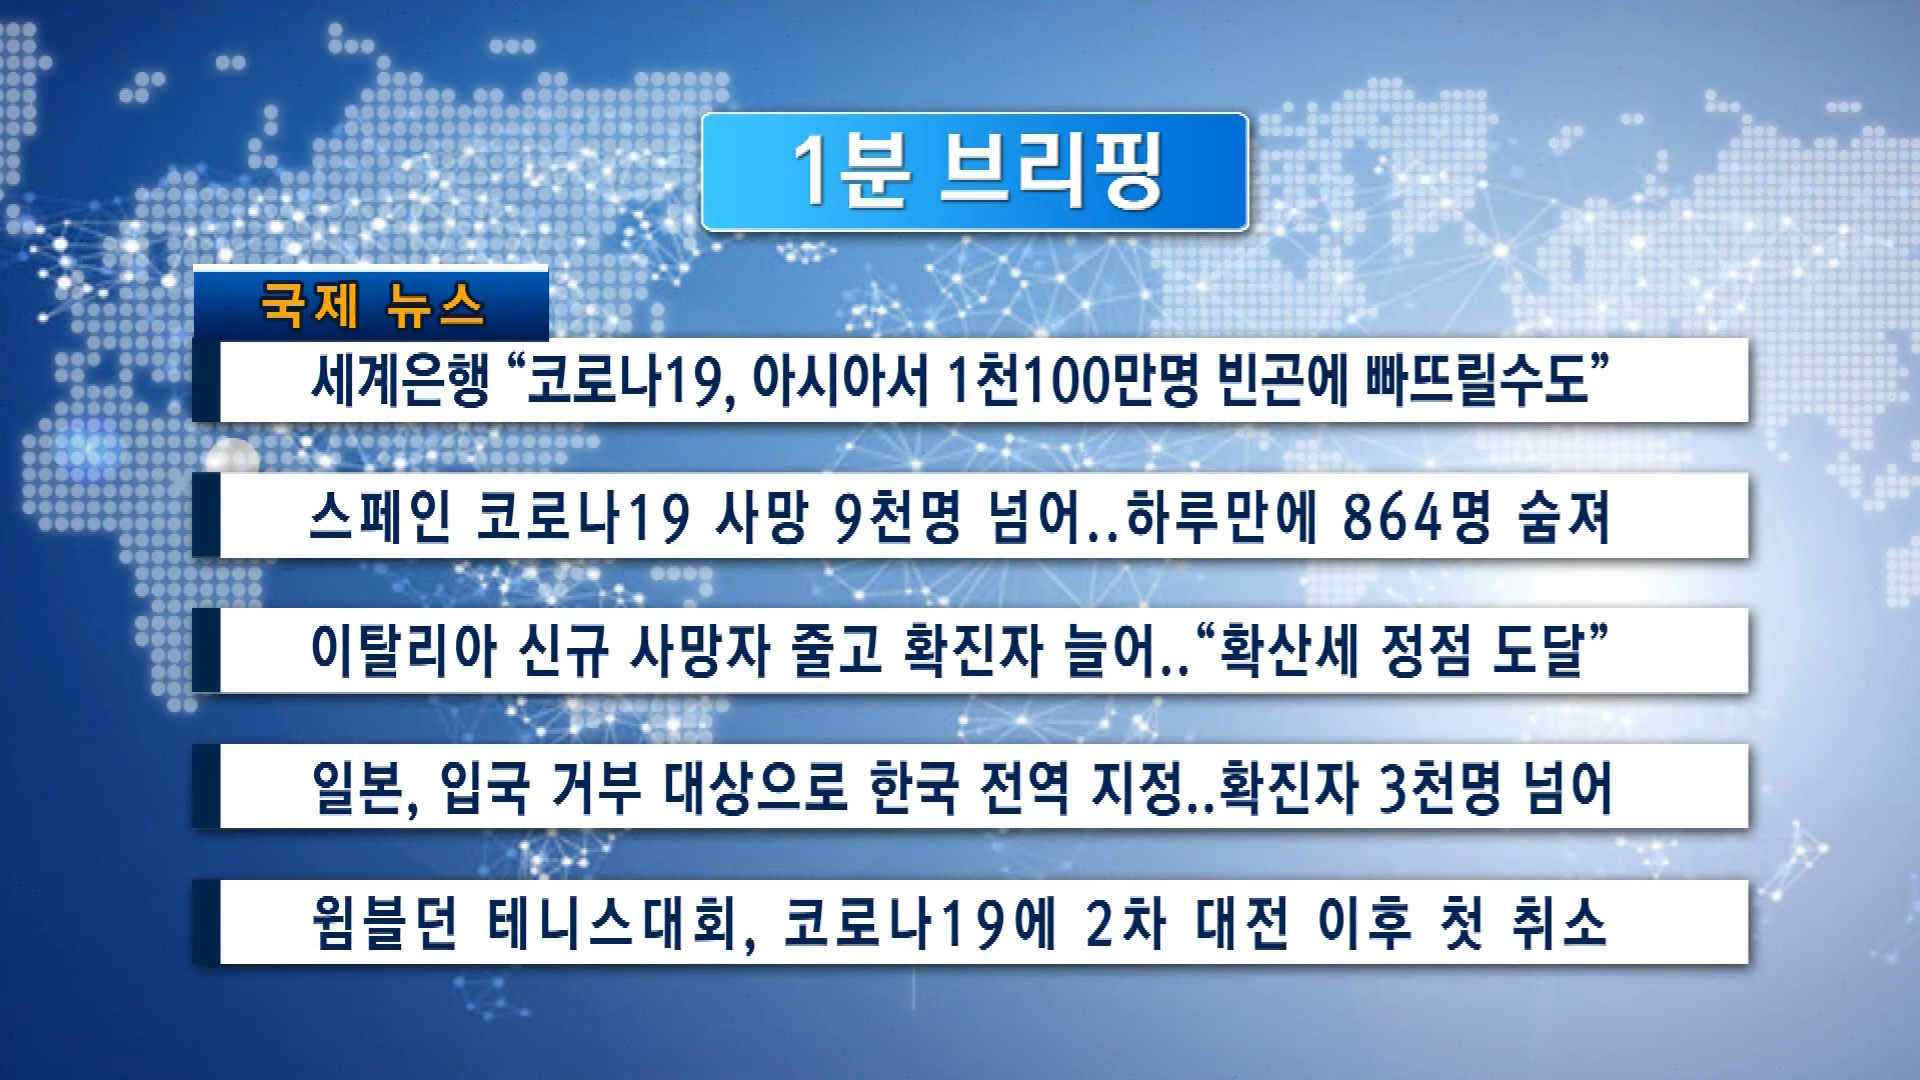 1분 브리핑
국제 뉴스
세계은행 “코로나19, 아시아서 1천100만명 빈곤에 빠뜨릴수도”
스페인 코로나19 사망 9천명 넘어..하루만에 864명 숨져
이탈리아 신규 사망자 줄고 확진자 늘어..“확산세 정점 도달”
일본, 입국 거부 대상으로 한국 전역 지정..확진자 3천명 넘어
윔블던 테니스대회, 코로나19에 2차 대전 이후 첫 취소